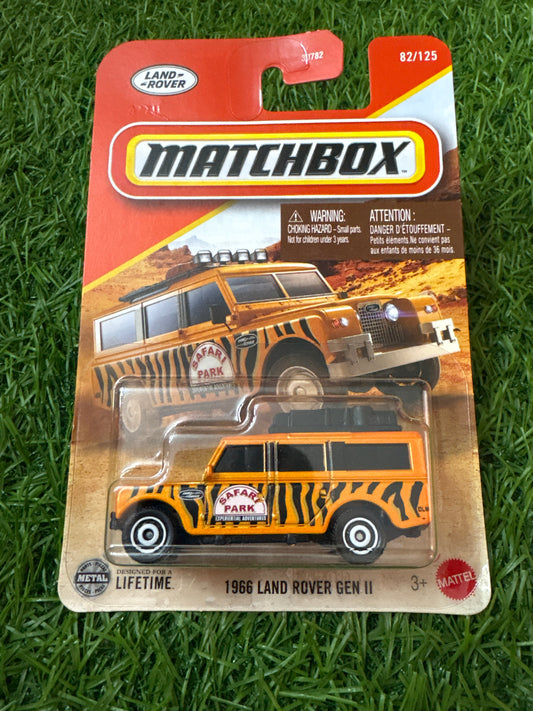 LAND
ROVER
82/125
MATCHBOX
WARNING:
CHOKING HAZARD – Small parts.
Not for children under 3 years.
ATTENTION :
DANGER D'ÉTOUFFEMENT –
Petits éléments. Ne convient pas
aux enfants de moins de 36 mois.
SAFARI
PARK
SAFARI
PARK
EXPERIENTIAL ADVENTURES
METAL
DESIGNED FOR A
LIFETIME
1966 LAND ROVER GEN II
3+
MATTEL